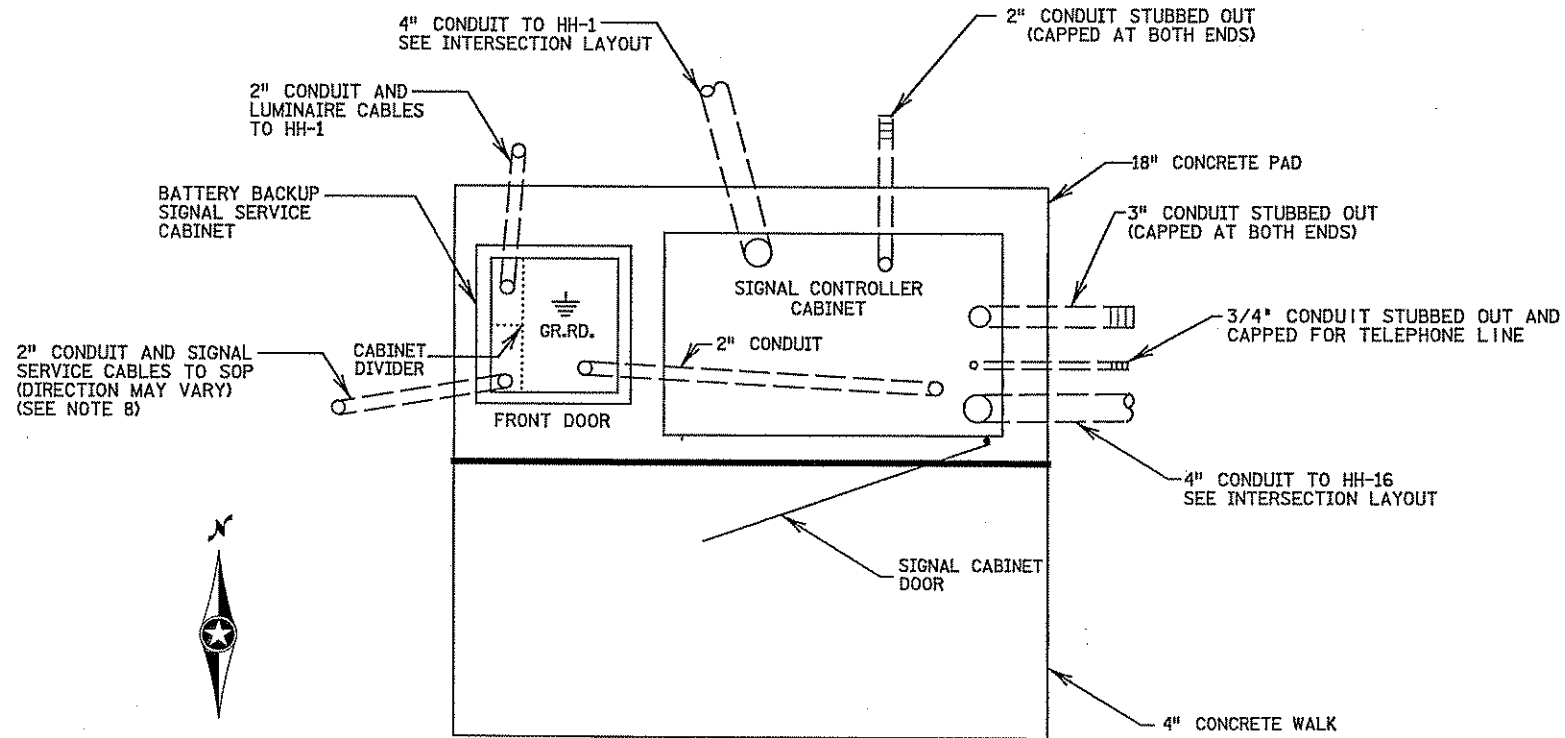 4" CONDUIT TO HH-1
SEE INTERSECTION LAYOUT
2" CONDUIT STUBBED OUT
(CAPPED AT BOTH ENDS)
2" CONDUIT AND
LUMINAIRE CABLES
TO HH-1
18" CONCRETE PAD
BATTERY BACKUP
SIGNAL SERVICE
CABINET
3" CONDUIT STUBBED OUT
(CAPPED AT BOTH ENDS)
SIGNAL CONTROLLER
CABINET
GR.RD.
3/4" CONDUIT STUBBED OUT AND
CAPPED FOR TELEPHONE LINE
2" CONDUIT AND SIGNAL
SERVICE CABLES TO SOP
(DIRECTION MAY VARY)
(SEE NOTE 8)
CABINET
DIVIDER
2" CONDUIT
FRONT DOOR
4" CONDUIT TO HH-16
SEE INTERSECTION LAYOUT
N
SIGNAL CABINET
DOOR
4" CONCRETE WALK